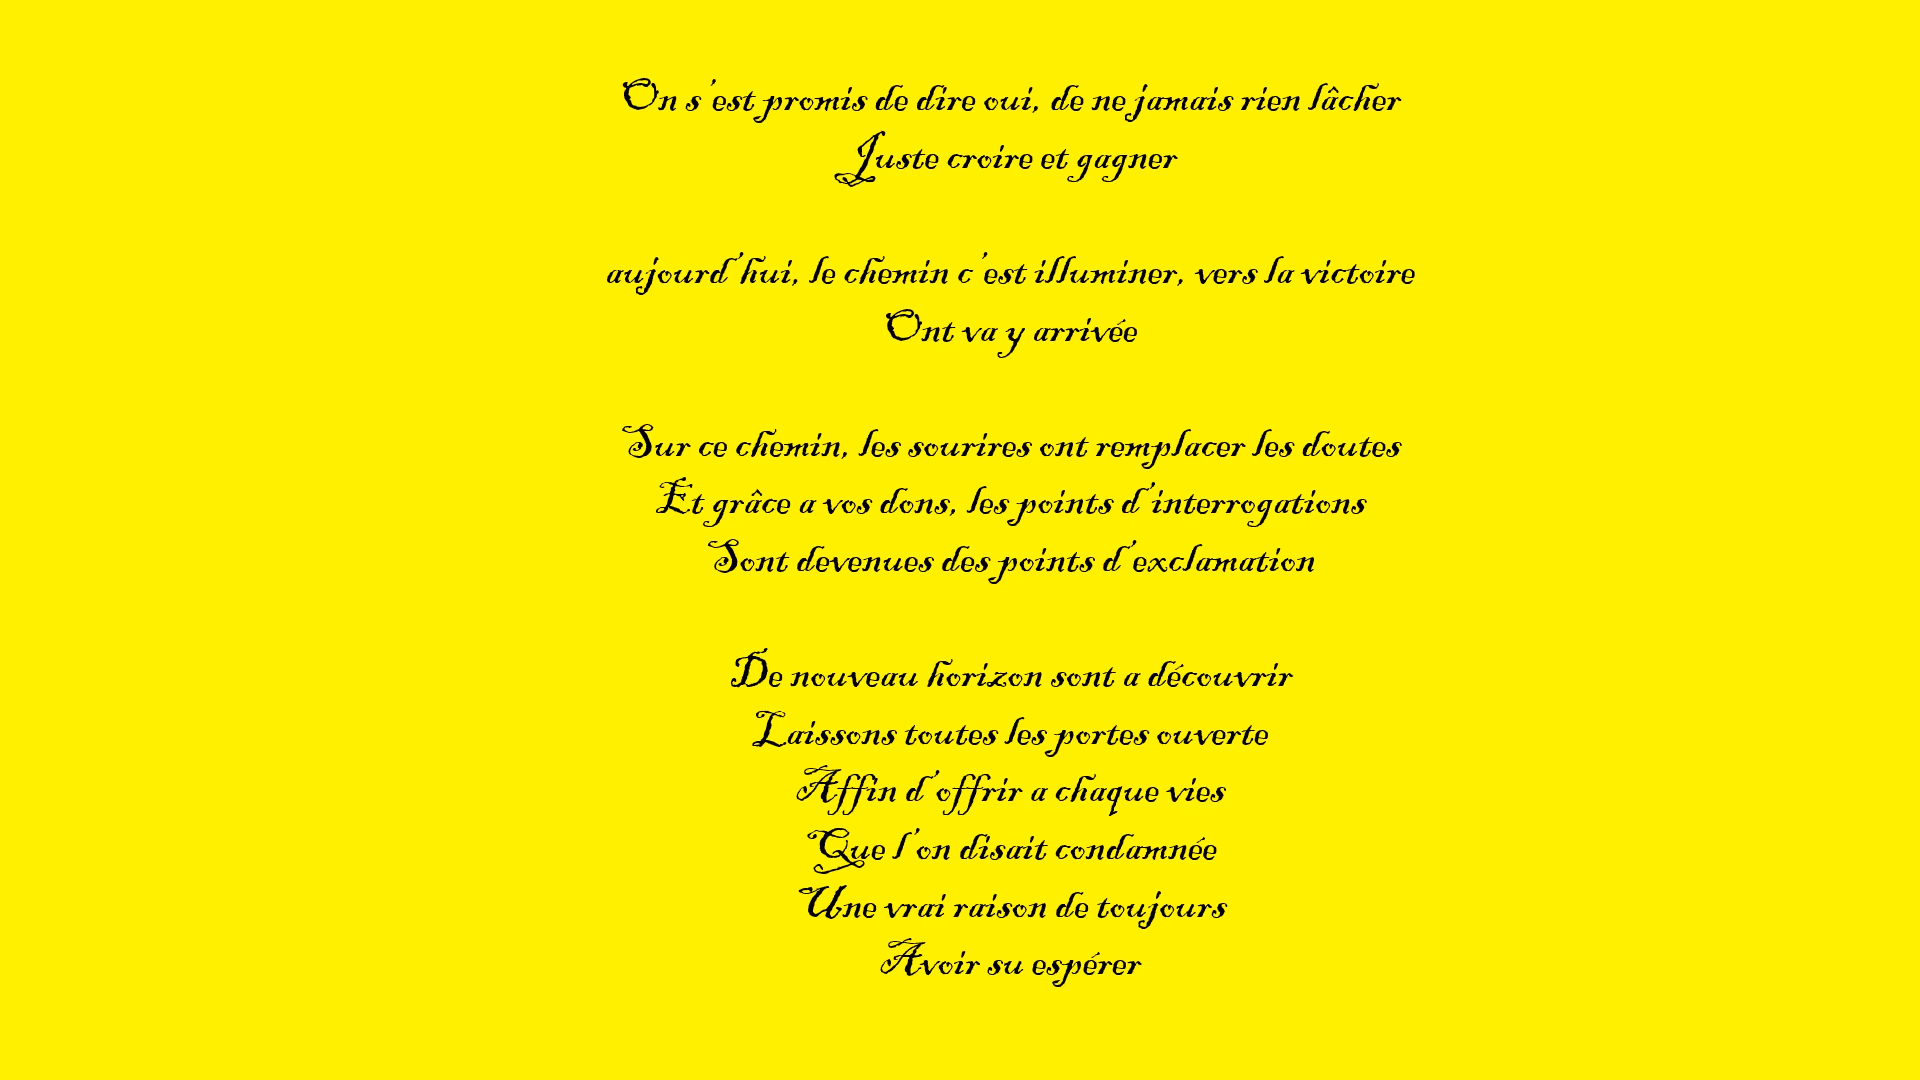 On s'est promis de dire oui, de ne jamais rien lâcher
Juste croire et gagner
aujourd'hui, le chemin c'est illuminer, vers la victoire
Ont va y arrivée
Sur ce chemin, les sourires ont remplacer les doutes
Et grâce a vos dons, les points d'interrogations
Sont devenues des points d'exclamation
De nouveau horizon sont a découvrir
Laissons toutes les portes ouverte
Affin d'offrir a chaque vies
Que l'on disait condamnée
Une vrai raison de toujours
Avoir su espérer